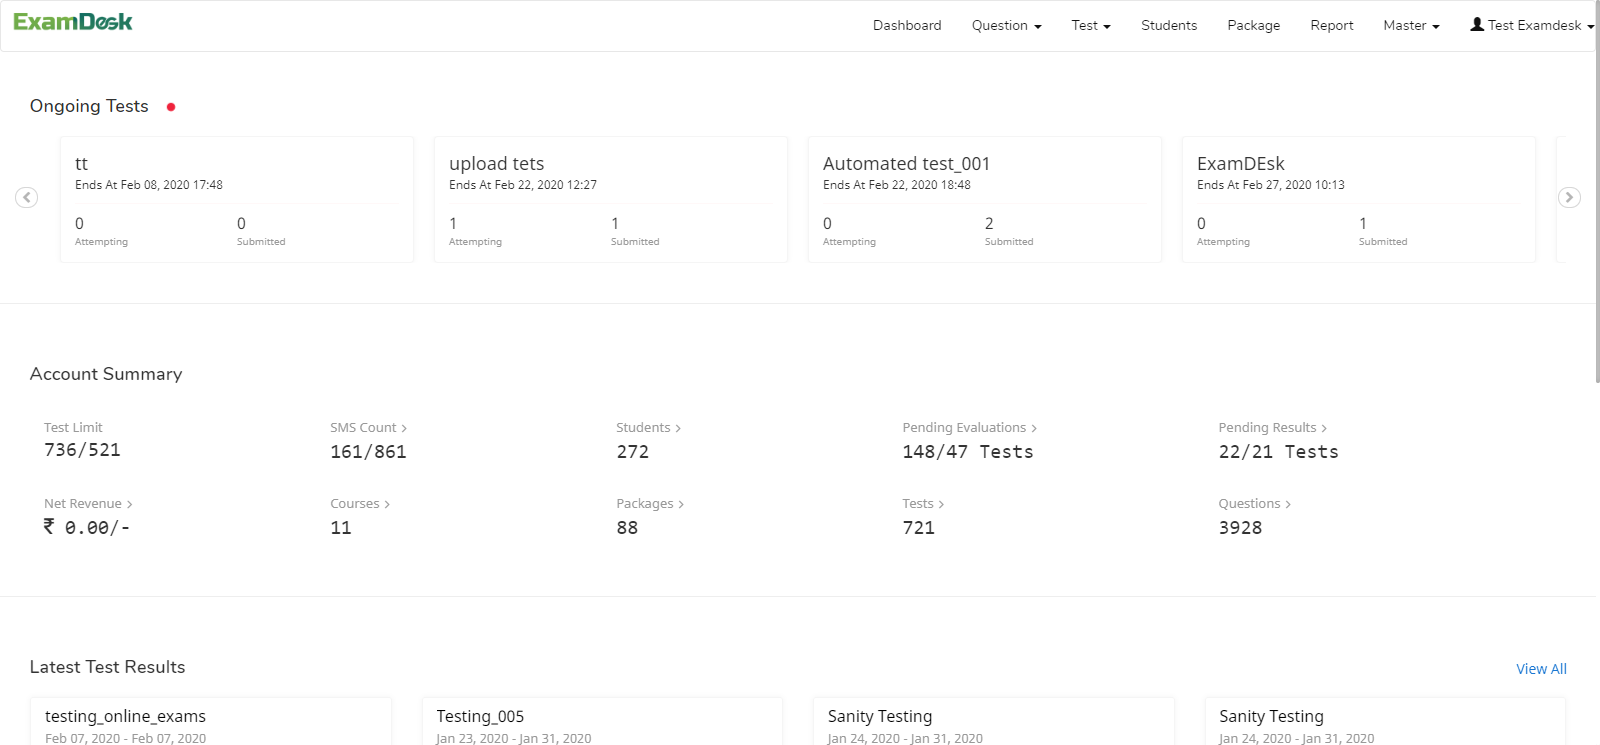 ExamDesk
Dashboard Question Test Students Package Report Master Test Examdesk
Ongoing Tests
tt
Ends At Feb 08, 2020 17:48
0 0
Attempting Submitted
upload tets
Ends At Feb 22, 2020 12:27
1 1
Attempting Submitted
Automated test_001
Ends At Feb 22, 2020 18:48
0 2
Attempting Submitted
ExamDEsk
Ends At Feb 27, 2020 10:13
0 1
Attempting Submitted
Account Summary
Test Limit
736/521
SMS Count >
161/861
Students >
272
Pending Evaluations >
148/47 Tests
Pending Results >
22/21 Tests
Net Revenue >
₹ 0.00/-
Courses >
11
Packages >
88
Tests >
721
Questions >
3928
Latest Test Results
View All
testing_online_exams
Feb 07, 2020 - Feb 07, 2020
Testing_005
Jan 23, 2020 - Jan 31, 2020
Sanity Testing
Jan 24, 2020 - Jan 31, 2020
Sanity Testing
Jan 24, 2020 - Jan 31, 2020